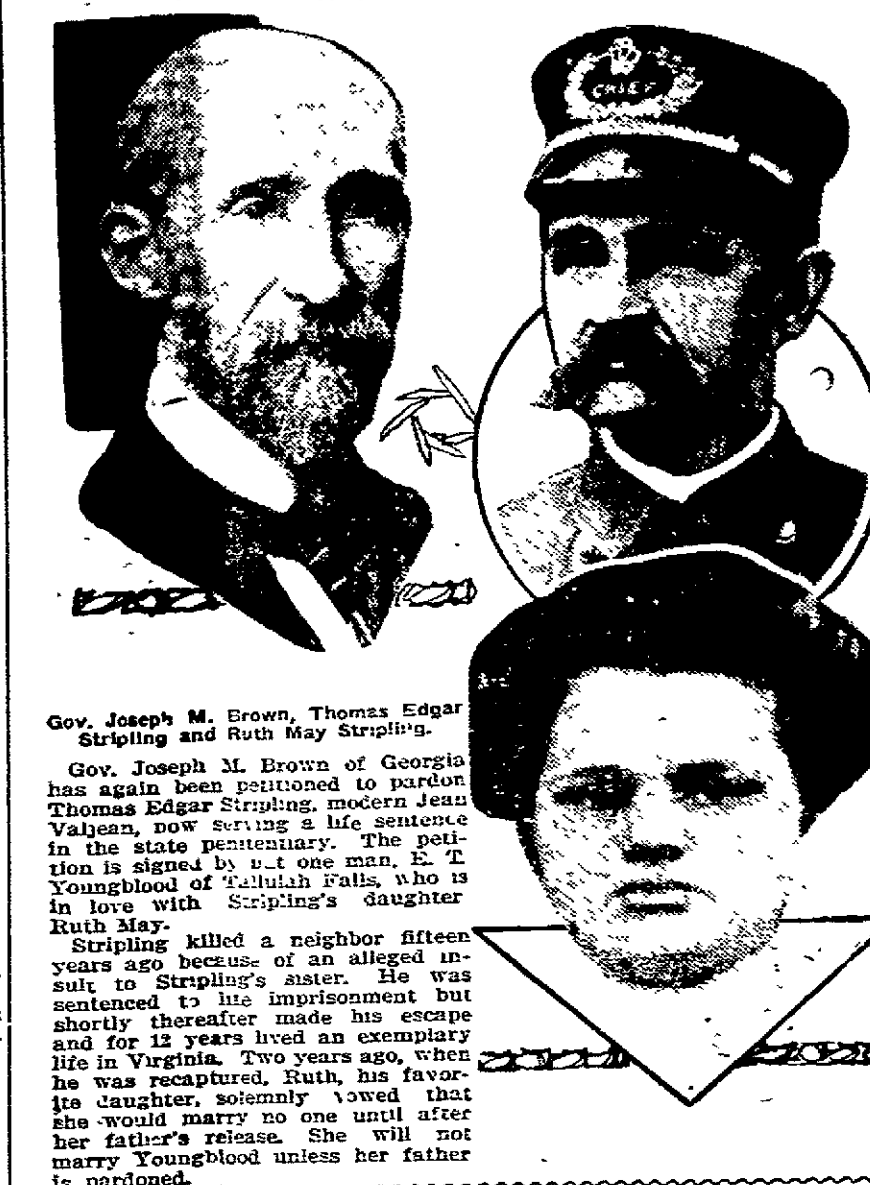 CHIEF
Gov. Joseph M. Brown, Thomas Edgar
Stripling and Ruth May Stripling.
Gov. Joseph M. Brown of Georgia
has again been petitioned to pardon
Thomas Edgar Stripling, modern Jean
Valjean, now serving a life sentence
in the state penitentiary. The peti-
tion is signed by but one man, E. T.
Youngblood of Tallulah Falls, who is
in love with Stripling's daughter
Ruth May.
Stripling killed a neighbor fifteen
years ago because of an alleged in-
sult to Stripling's sister. He was
sentenced to life imprisonment but
shortly thereafter made his escape
and for 12 years lived an exemplary
life in Virginia. Two years ago, when
he was recaptured, Ruth, his favor-
ite daughter, solemnly vowed that
she would marry no one until after
her father's release. She will not
marry Youngblood unless her father
is pardoned.